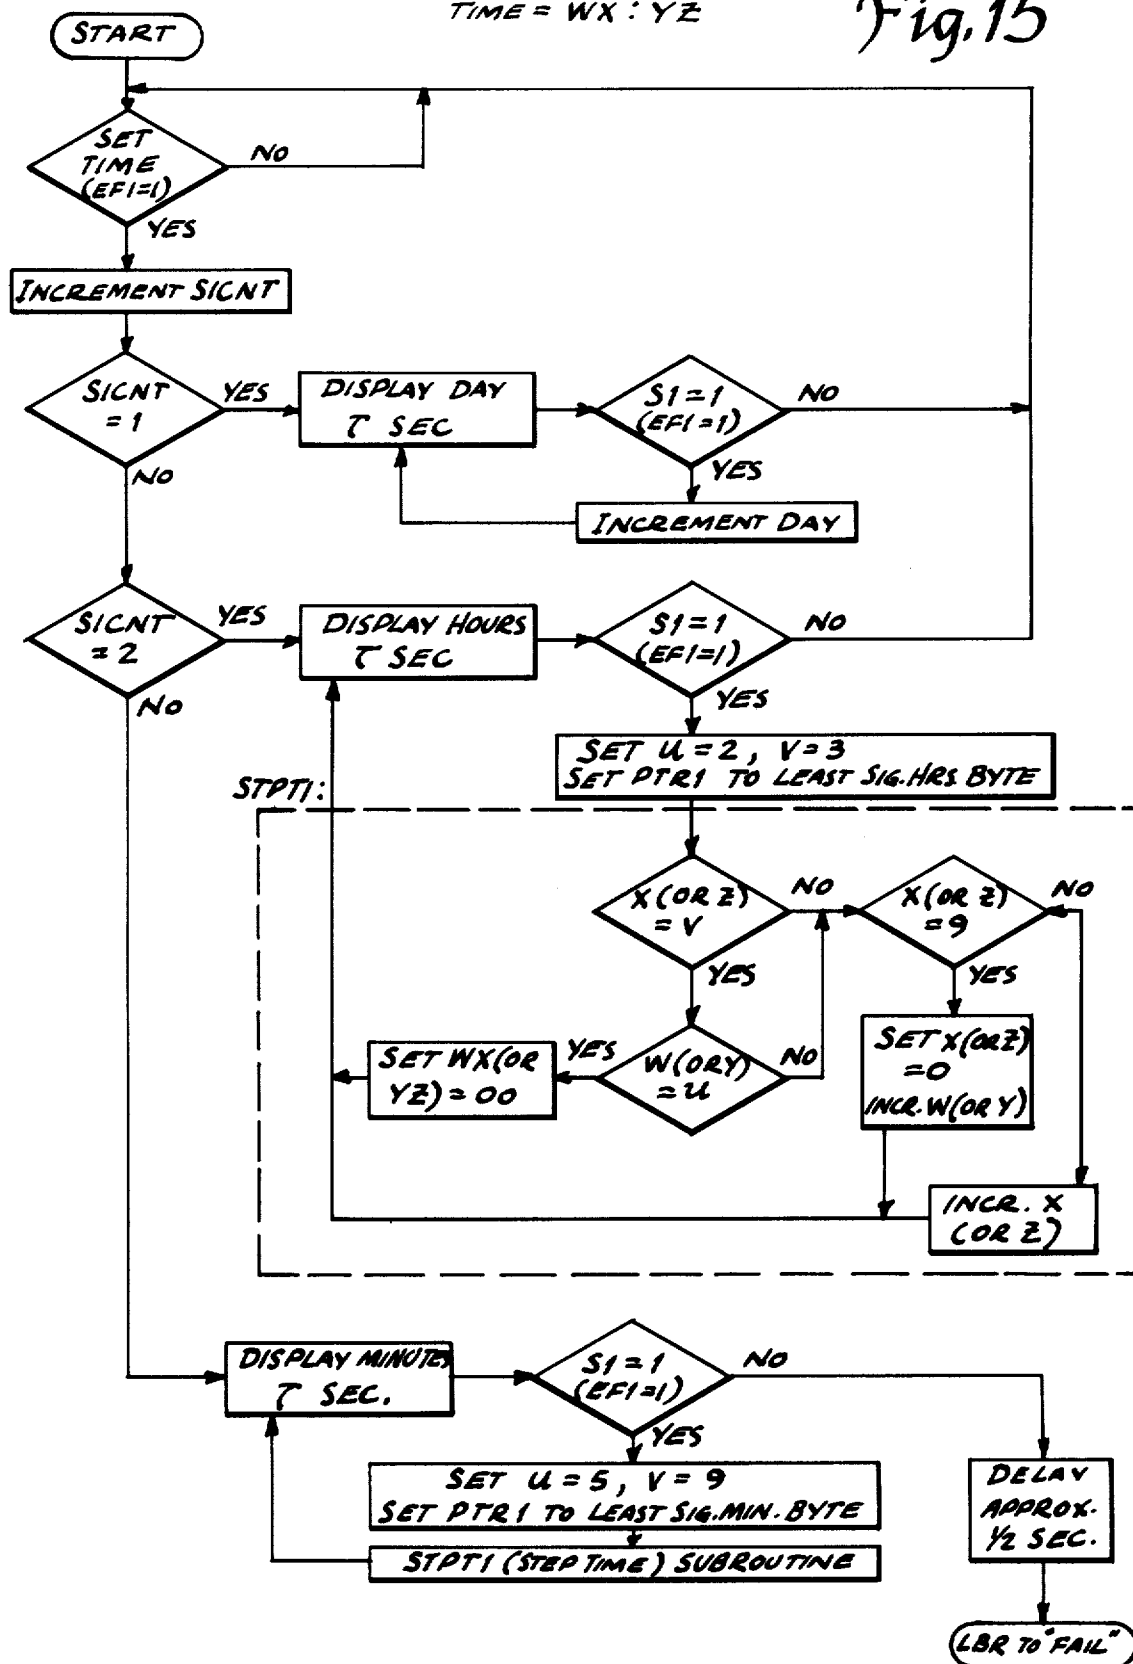 TIME = WX : YZ
Fig. 15
START
SET
TIME
(EF1=1)
NO
YES
INCREMENT S1CNT
S1CNT
= 1
YES
NO
DISPLAY DAY
τ SEC
S1 = 1
(EF1=1)
NO
YES
INCREMENT DAY
S1CNT
= 2
YES
NO
DISPLAY HOURS
τ SEC
S1 = 1
(EF1=1)
NO
YES
SET U = 2, V = 3
SET PTR1 TO LEAST SIG. HRS BYTE
STPT1:
X (OR Z)
= V
NO
YES
X (OR Z)
= 9
NO
YES
W (OR Y)
= U
YES
NO
SET WX (OR
YZ) = 00
SET X (OR Z)
= 0
INCR. W (OR Y)
INCR. X
(OR Z)
DISPLAY MINUTES
τ SEC.
S1 = 1
(EF1=1)
NO
YES
SET U = 5, V = 9
SET PTR1 TO LEAST SIG. MIN. BYTE
STPT1 (STEP TIME) SUBROUTINE
DELAY
APPROX.
1/2 SEC.
LBR TO "FAIL"